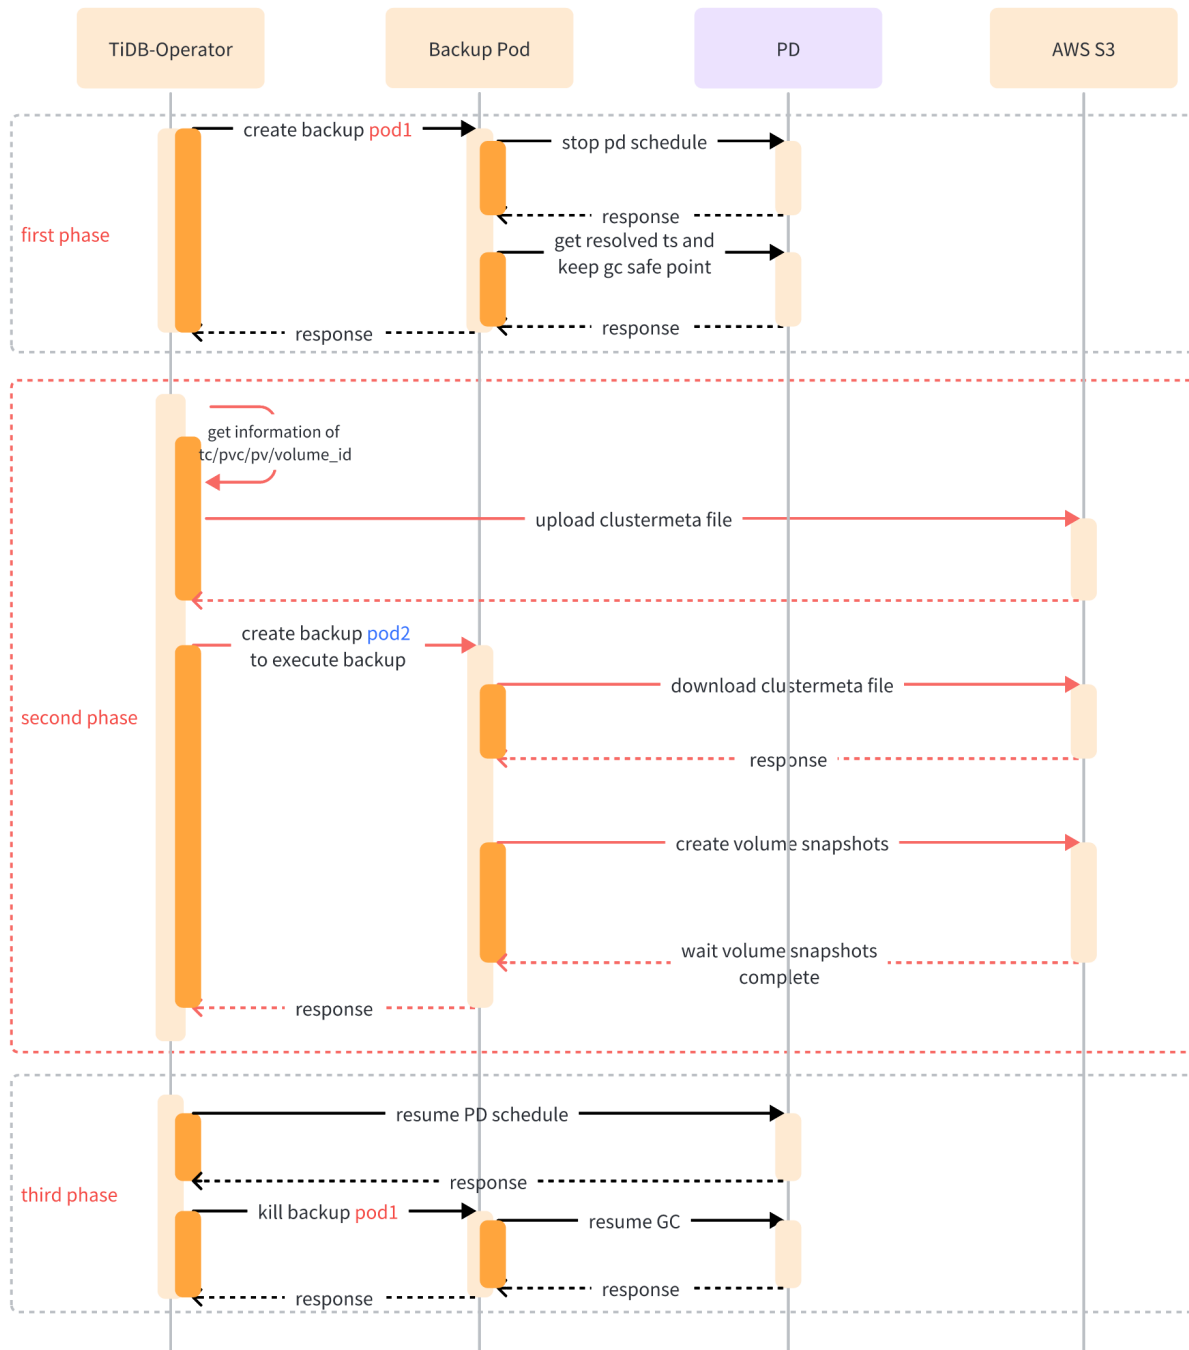 TiDB-Operator
Backup Pod
PD
AWS S3
create backup pod1
stop pd schedule
response
first phase
get resolved ts and
keep gc safe point
response
response
get information of
tc/pvc/pv/volume_id
upload clustermeta file
create backup pod2
to execute backup
download clustermeta file
second phase
response
create volume snapshots
wait volume snapshots
complete
response
resume PD schedule
response
third phase
kill backup pod1
resume GC
response
response